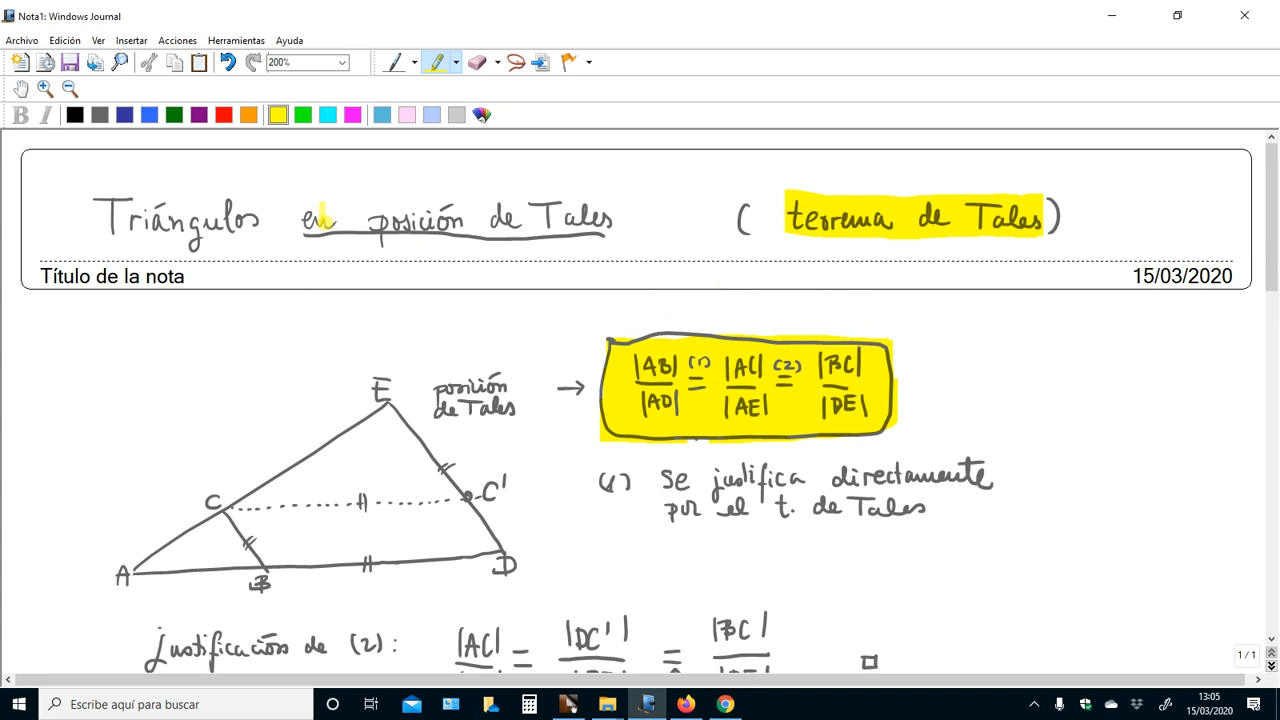 Nota1: Windows Journal
Archivo Edición Ver Insertar Acciones Herramientas Ayuda
200%
B I
Triángulos en posición de Tales ( teorema de Tales)
Título de la nota 15/03/2020
E posición de Tales → |AB| / |AD| (1) = |AC| / |AE| (2) = |BC| / |DE|
C C'
A B D
(1) Se justifica directamente
por el t. de Tales
Justificación de (2): |AC| = |DC'| = |BC|
1 / 1
Escribe aquí para buscar
13:05
15/03/2020